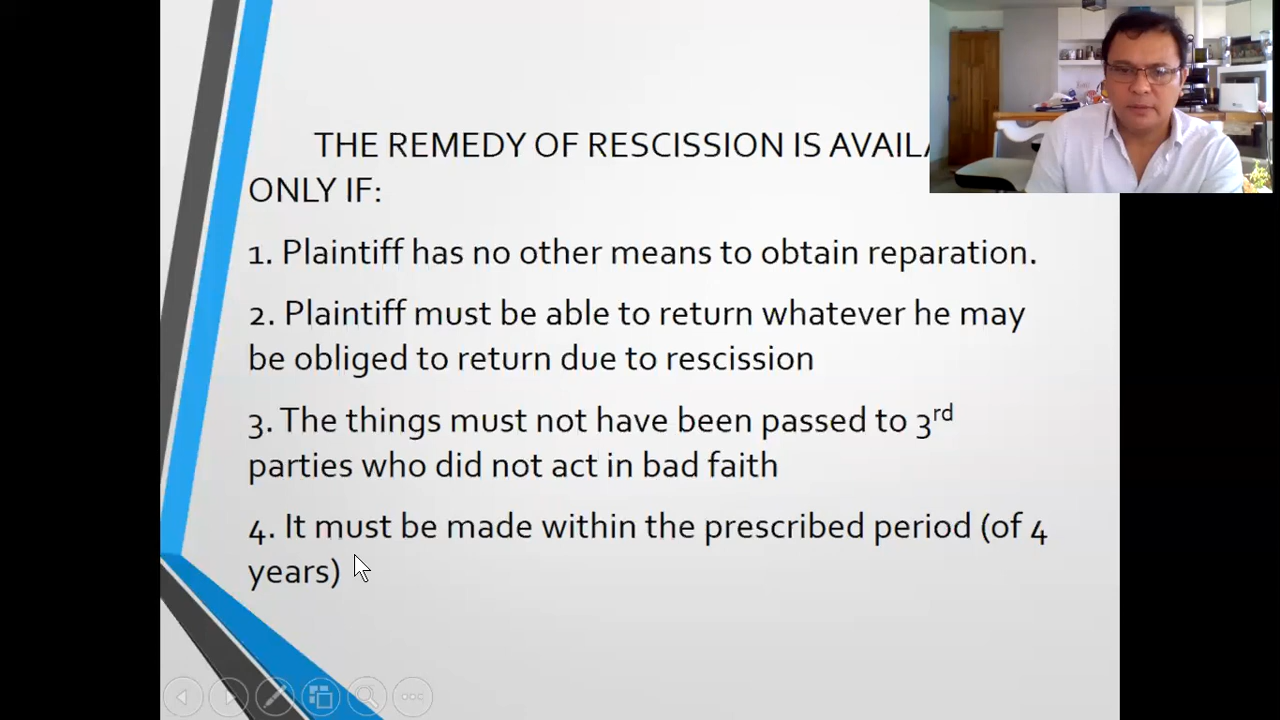 THE REMEDY OF RESCISSION IS
ONLY IF:
1. Plaintiff has no other means to obtain reparation.
2. Plaintiff must be able to return whatever he may
be obliged to return due to rescission
3. The things must not have been passed to 3rd
parties who did not act in bad faith
4. It must be made within the prescribed period (of 4
years)